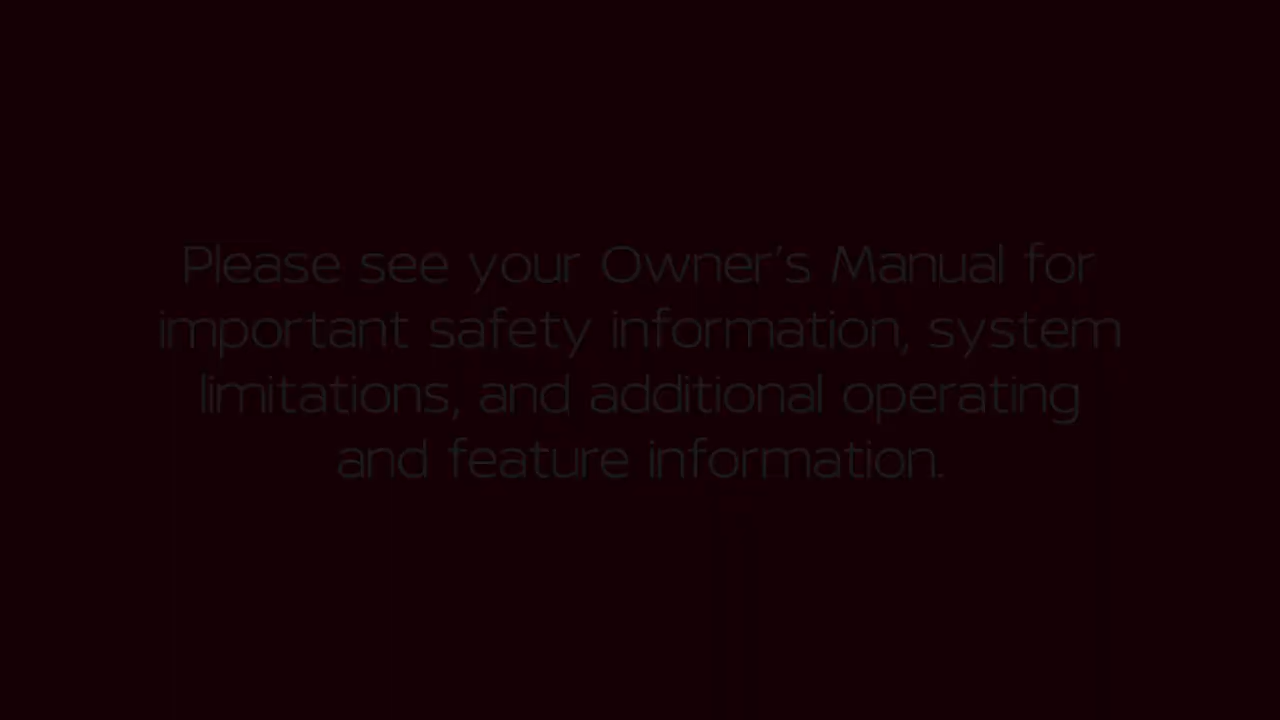 Please see your Owner’s Manual for
important safety information, system
limitations, and additional operating
and feature information.